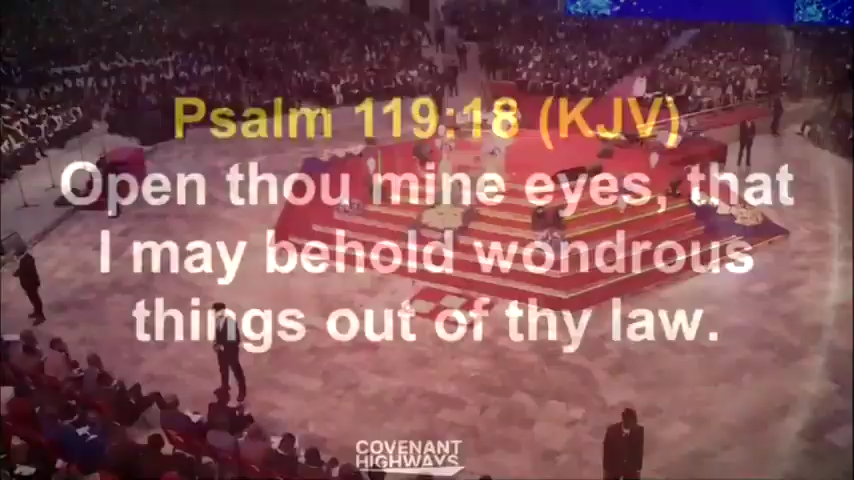 Psalm 119:18 (KJV)
Open thou mine eyes, that
I may behold wondrous
things out of thy law.
COVENANT
HIGHWAYS